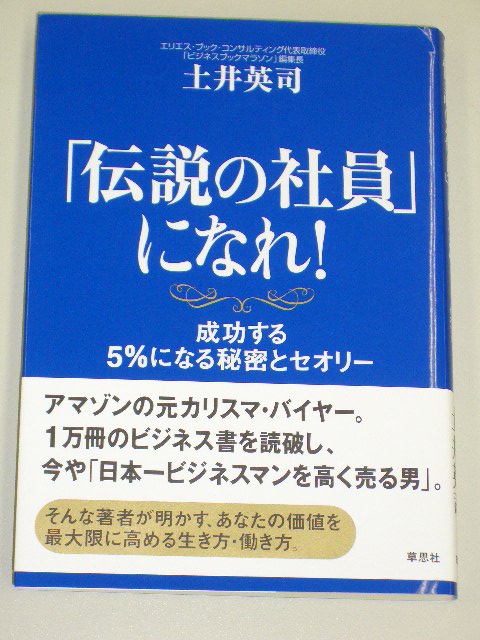 エリエス・ブック・コンサルティング代表取締役
「ビジネスブックマラソン」編集長
土井英司
「伝説の社員」
になれ!
成功する
5%になる秘密とセオリー
アマゾンの元カリスマ・バイヤー。
1万冊のビジネス書を読破し、
今や「日本一ビジネスマンを高く売る男」。
そんな著者が明かす、あなたの価値を
最大限に高める生き方・働き方。
草思社